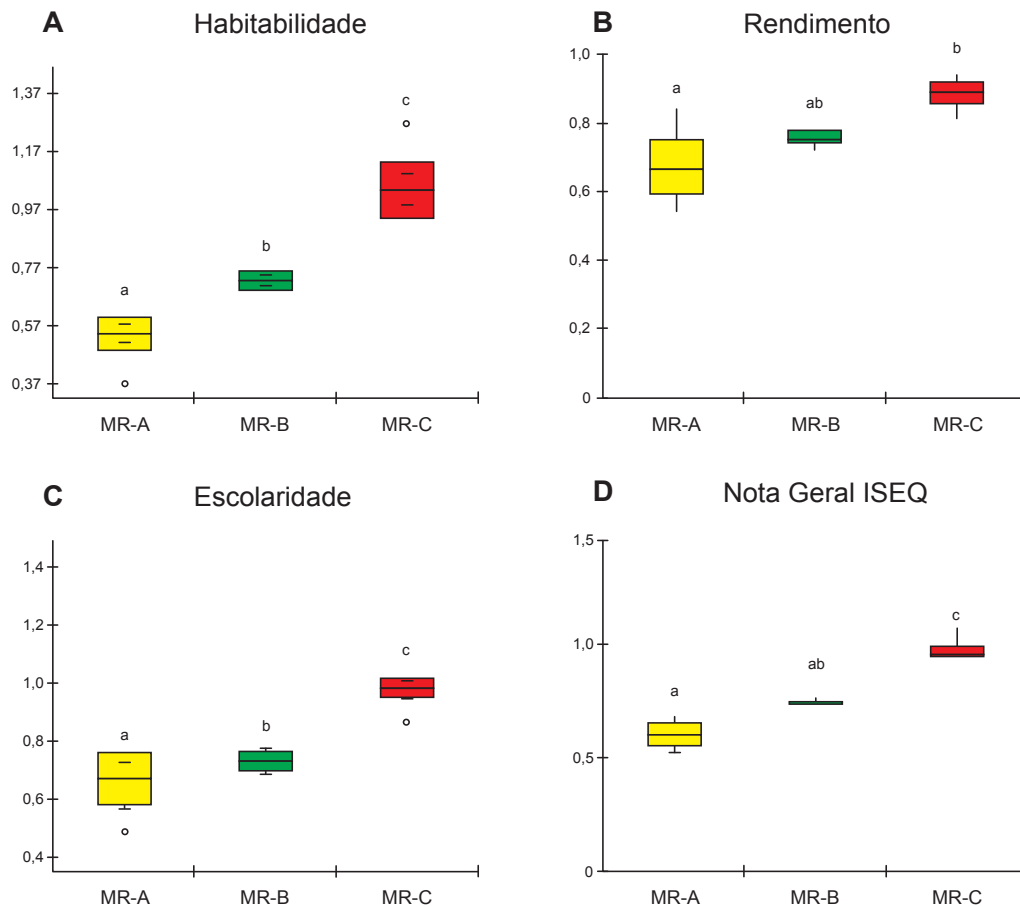 A Habitabilidade
1,37
1,17
0,97
0,77
0,57
0,37
a
b
c
MR-A MR-B MR-C
B Rendimento
1,0
0,8
0,6
0,4
0,2
0
a
ab
b
MR-A MR-B MR-C
C Escolaridade
1,4
1,2
1,0
0,8
0,6
0,4
a
b
c
MR-A MR-B MR-C
D Nota Geral ISEQ
1,5
1,0
0,5
0
a
ab
c
MR-A MR-B MR-C